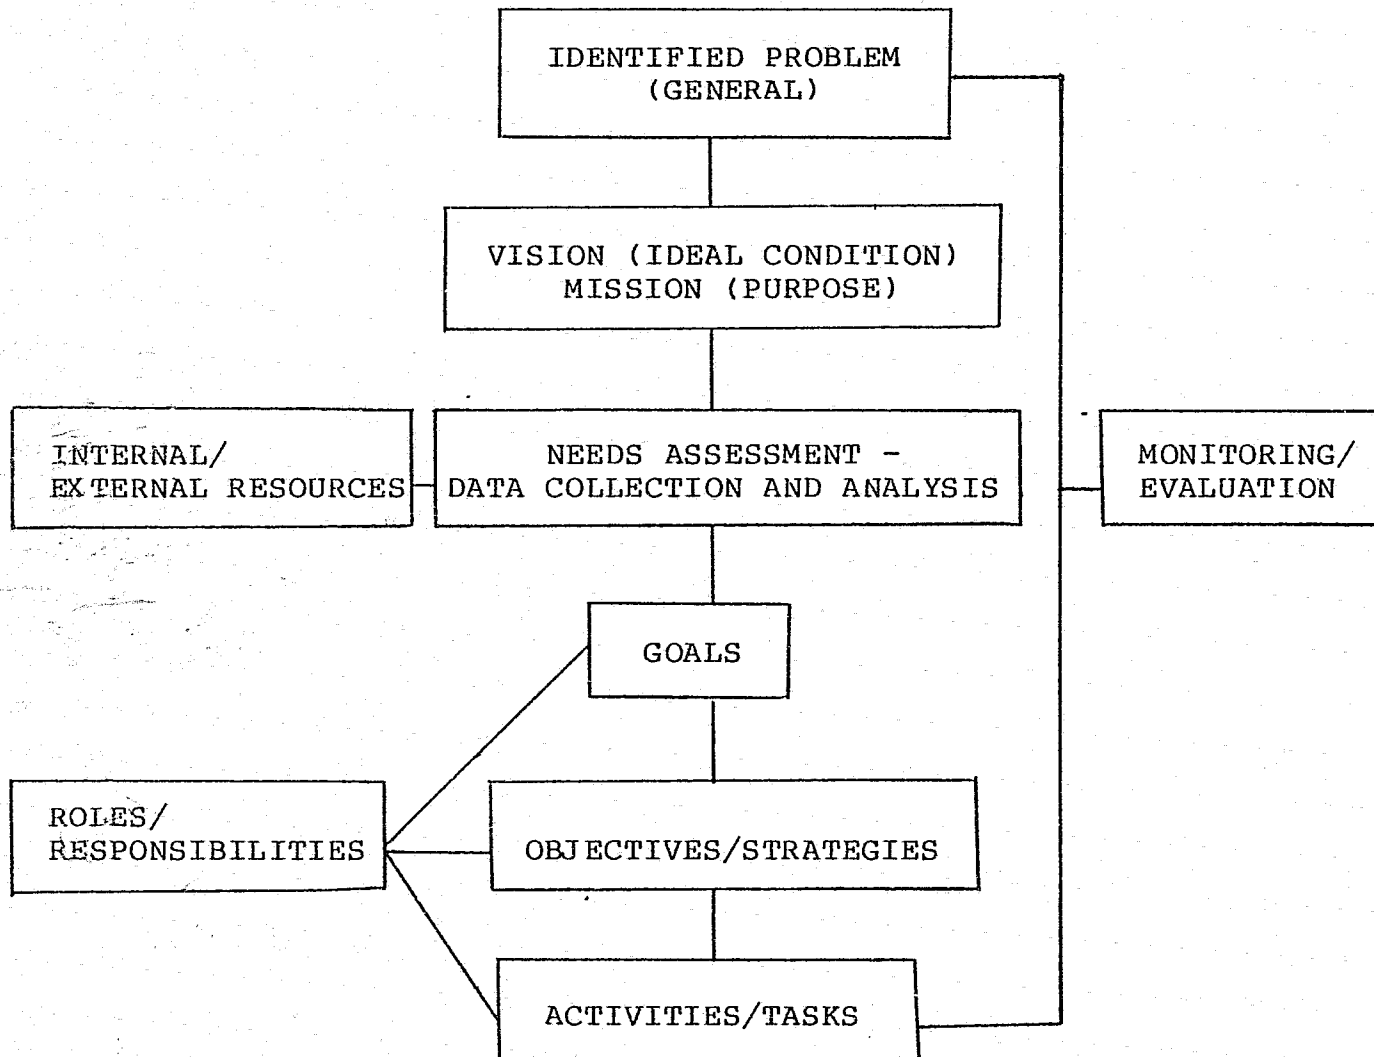 IDENTIFIED PROBLEM
(GENERAL)
VISION (IDEAL CONDITION)
MISSION (PURPOSE)
INTERNAL/
EXTERNAL RESOURCES
NEEDS ASSESSMENT -
DATA COLLECTION AND ANALYSIS
MONITORING/
EVALUATION
GOALS
ROLES/
RESPONSIBILITIES
OBJECTIVES/STRATEGIES
ACTIVITIES/TASKS